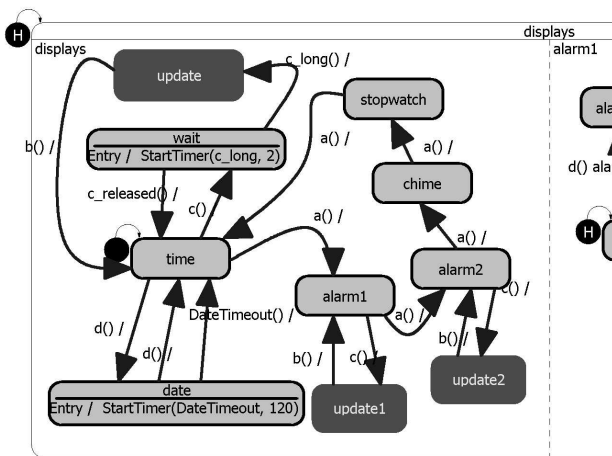 H
displays
displays
alarm1
update
c_long() /
stopwatch
ala
b() /
wait
Entry / StartTimer(c_long, 2)
a() /
a() /
d() ala
c_released() /
c() /
chime
H
time
a() /
a() /
alarm2
DateTimeout() /
alarm1
a() /
c() /
d() /
d() /
b() /
c() /
b() /
date
Entry / StartTimer(DateTimeout, 120)
update1
update2